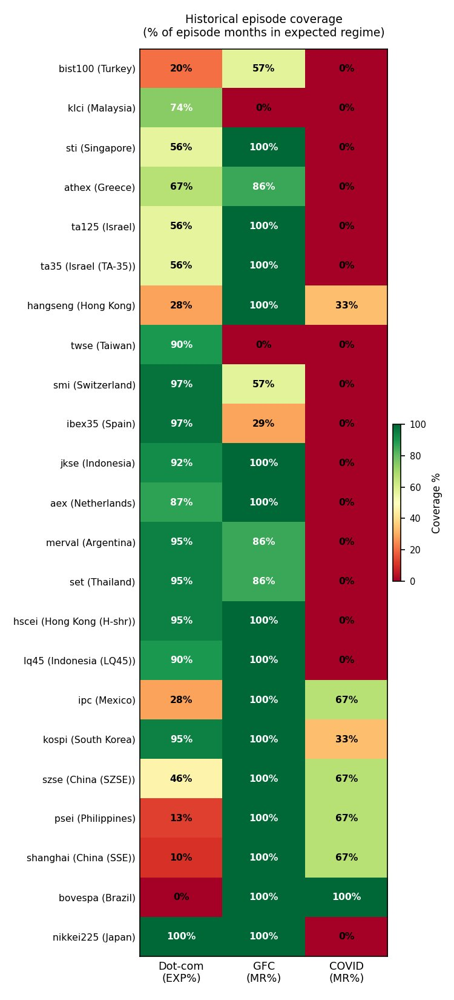 Historical episode coverage
(% of episode months in expected regime)
bist100 (Turkey) 20% 57% 0%
klci (Malaysia) 74% 0% 0%
sti (Singapore) 56% 100% 0%
athex (Greece) 67% 86% 0%
ta125 (Israel) 56% 100% 0%
ta35 (Israel (TA-35)) 56% 100% 0%
hangseng (Hong Kong) 28% 100% 33%
twse (Taiwan) 90% 0% 0%
smi (Switzerland) 97% 57% 0%
ibex35 (Spain) 97% 29% 0%
jkse (Indonesia) 92% 100% 0%
aex (Netherlands) 87% 100% 0%
merval (Argentina) 95% 86% 0%
set (Thailand) 95% 86% 0%
hscei (Hong Kong (H-shr)) 95% 100% 0%
lq45 (Indonesia (LQ45)) 90% 100% 0%
ipc (Mexico) 28% 100% 67%
kospi (South Korea) 95% 100% 33%
szse (China (SZSE)) 46% 100% 67%
psei (Philippines) 13% 100% 67%
shanghai (China (SSE)) 10% 100% 67%
bovespa (Brazil) 0% 100% 100%
nikkei225 (Japan) 100% 100% 0%
Dot-com GFC COVID
(EXP%) (MR%) (MR%)
100
80
60
40
20
0
Coverage %